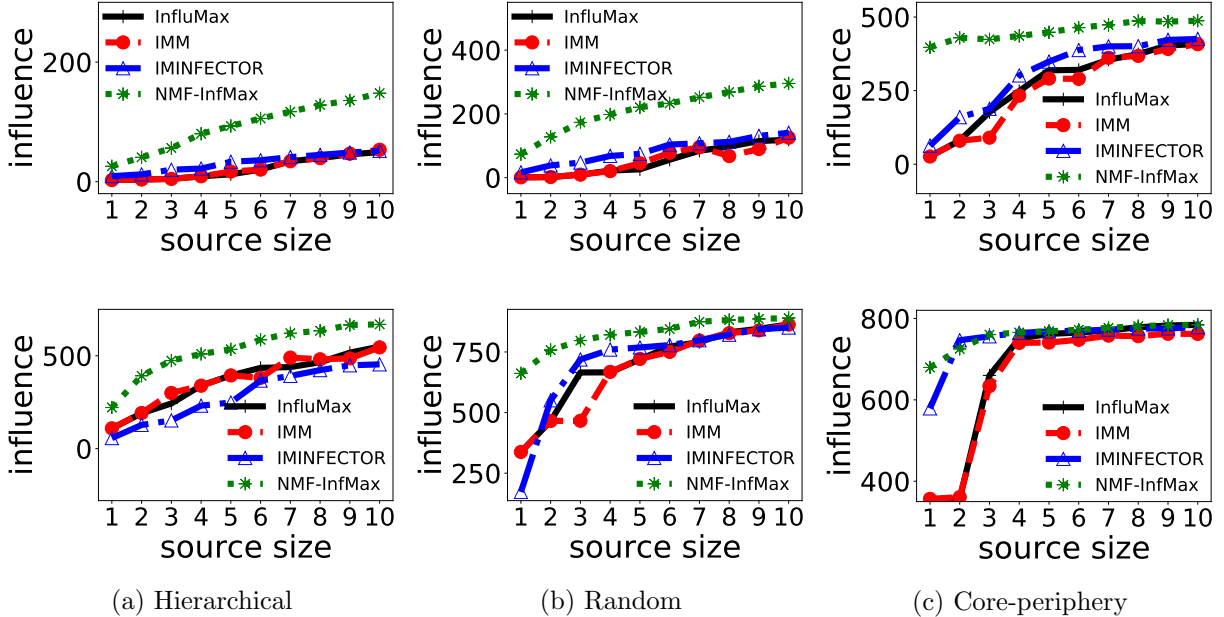 InfluMax
IMM
IMINFECTOR
NMF-InfMax
influence
200
0
1 2 3 4 5 6 7 8 9 10
source size
InfluMax
IMM
IMINFECTOR
NMF-InfMax
influence
400
200
0
1 2 3 4 5 6 7 8 9 10
source size
InfluMax
IMM
IMINFECTOR
NMF-InfMax
influence
500
250
0
1 2 3 4 5 6 7 8 9 10
source size
InfluMax
IMM
IMINFECTOR
NMF-InfMax
influence
500
0
1 2 3 4 5 6 7 8 9 10
source size
InfluMax
IMM
IMINFECTOR
NMF-InfMax
influence
750
500
250
1 2 3 4 5 6 7 8 9 10
source size
InfluMax
IMM
IMINFECTOR
NMF-InfMax
influence
800
600
400
1 2 3 4 5 6 7 8 9 10
source size
(a) Hierarchical
(b) Random
(c) Core-periphery